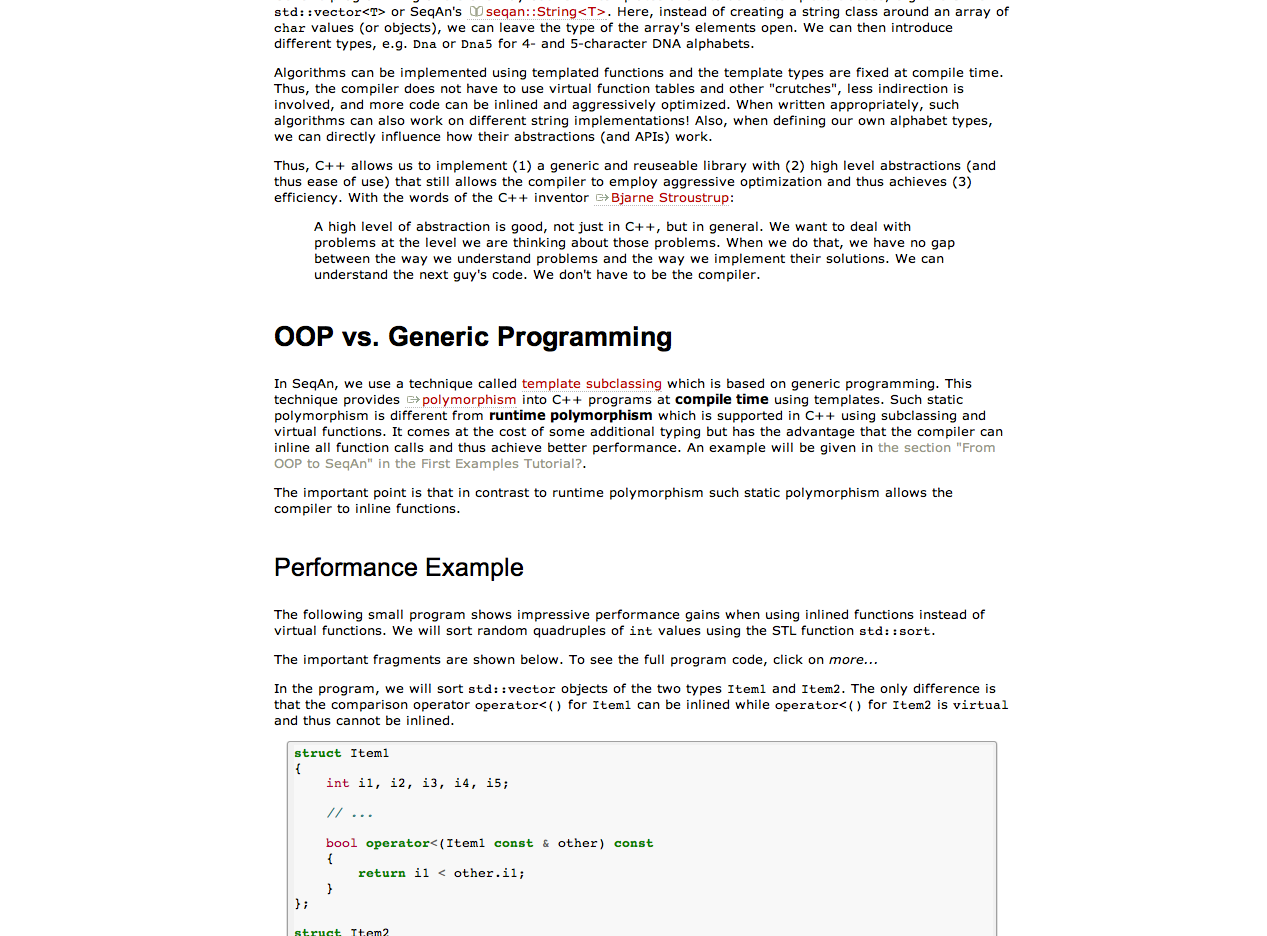 std::vector<T> or SeqAn's seqan::String<T>. Here, instead of creating a string class around an array of
char values (or objects), we can leave the type of the array's elements open. We can then introduce
different types, e.g. Dna or Dna5 for 4- and 5-character DNA alphabets.
Algorithms can be implemented using templated functions and the template types are fixed at compile time.
Thus, the compiler does not have to use virtual function tables and other "crutches", less indirection is
involved, and more code can be inlined and aggressively optimized. When written appropriately, such
algorithms can also work on different string implementations! Also, when defining our own alphabet types,
we can directly influence how their abstractions (and APIs) work.
Thus, C++ allows us to implement (1) a generic and reuseable library with (2) high level abstractions (and
thus ease of use) that still allows the compiler to employ aggressive optimization and thus achieves (3)
efficiency. With the words of the C++ inventor Bjarne Stroustrup:
A high level of abstraction is good, not just in C++, but in general. We want to deal with
problems at the level we are thinking about those problems. When we do that, we have no gap
between the way we understand problems and the way we implement their solutions. We can
understand the next guy's code. We don't have to be the compiler.
OOP vs. Generic Programming
In SeqAn, we use a technique called template subclassing which is based on generic programming. This
technique provides polymorphism into C++ programs at compile time using templates. Such static
polymorphism is different from runtime polymorphism which is supported in C++ using subclassing and
virtual functions. It comes at the cost of some additional typing but has the advantage that the compiler can
inline all function calls and thus achieve better performance. An example will be given in the section "From
OOP to SeqAn" in the First Examples Tutorial?.
The important point is that in contrast to runtime polymorphism such static polymorphism allows the
compiler to inline functions.
Performance Example
The following small program shows impressive performance gains when using inlined functions instead of
virtual functions. We will sort random quadruples of int values using the STL function std::sort.
The important fragments are shown below. To see the full program code, click on more...
In the program, we will sort std::vector objects of the two types Item1 and Item2. The only difference is
that the comparison operator operator<() for Item1 can be inlined while operator<() for Item2 is virtual
and thus cannot be inlined.
struct Item1
{
    int i1, i2, i3, i4, i5;
    // ...
    bool operator<(Item1 const & other) const
    {
        return i1 < other.i1;
    }
};
struct Item2